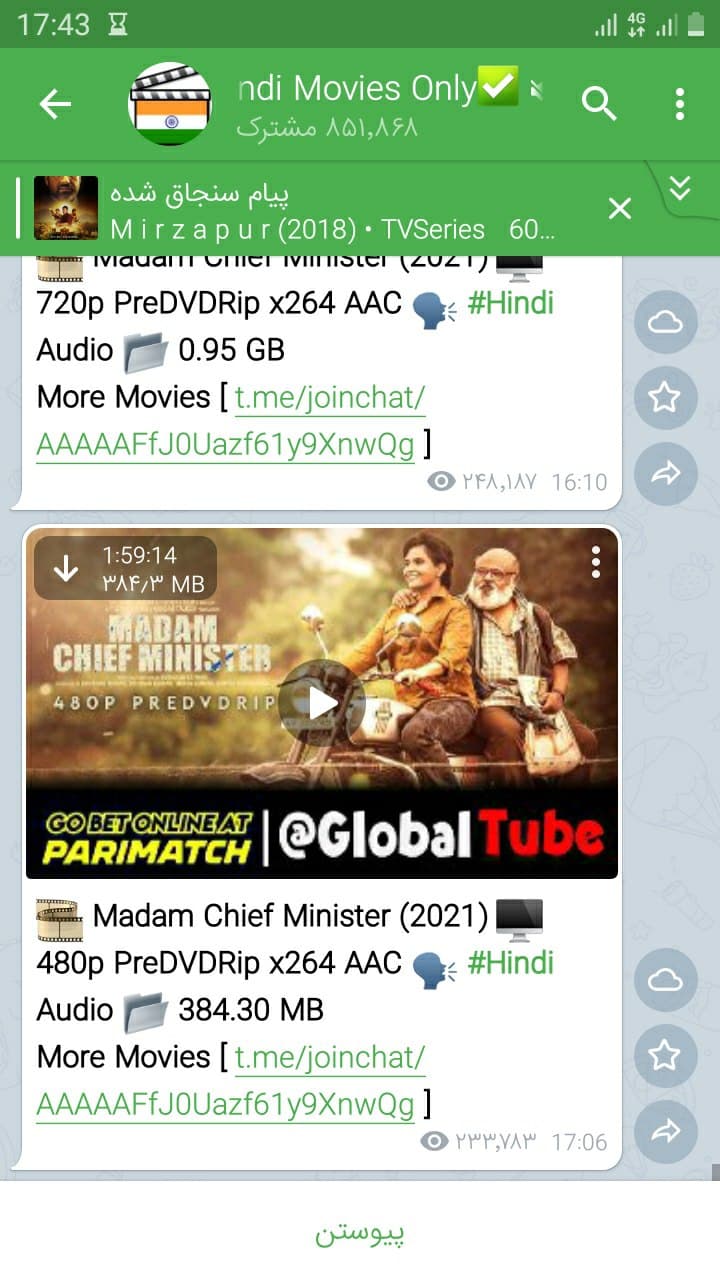 17:43
4G
ndi Movies Only✅
۸۵۱,۸۶۸ مشترک
پیام سنجاق شده
M i r z a p u r (2018) • TVSeries 60...
Madam Chief Minister (2021)
720p PreDVDRip x264 AAC 🗣 #Hindi
Audio 📁 0.95 GB
More Movies [ t.me/joinchat/
AAAAAFfJ0Uazf61y9XnwQg ]
۲۴۸,۱۸۷ 16:10
1:59:14
۳۸۴٫۳ MB
MADAM
CHIEF MINISTER
480P PREDVDRIP
GO BET ONLINE AT
PARIMATCH
@GlobalTube
🎞 Madam Chief Minister (2021) 🖥
480p PreDVDRip x264 AAC 🗣 #Hindi
Audio 📁 384.30 MB
More Movies [ t.me/joinchat/
AAAAAFfJ0Uazf61y9XnwQg ]
۲۳۳,۷۸۳ 17:06
پیوستن